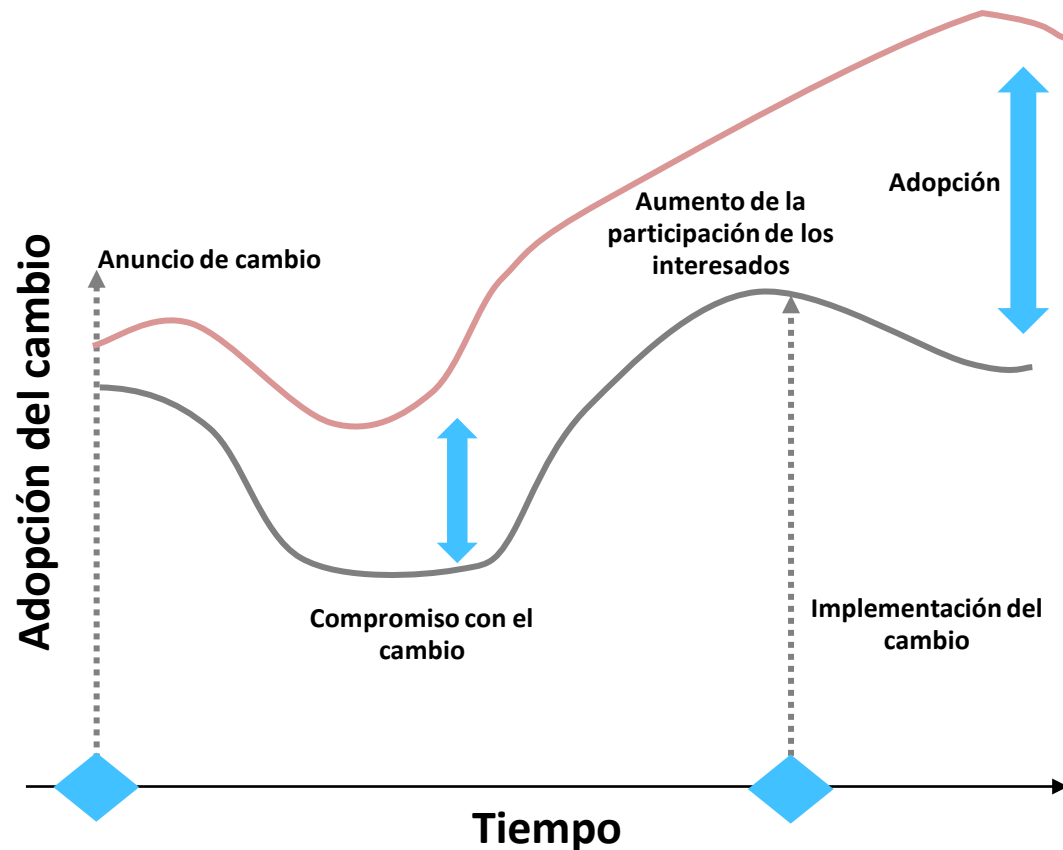 Adopción del cambio
Anuncio de cambio
Compromiso con el
cambio
Aumento de la
participación de los
interesados
Adopción
Implementación del
cambio
Tiempo